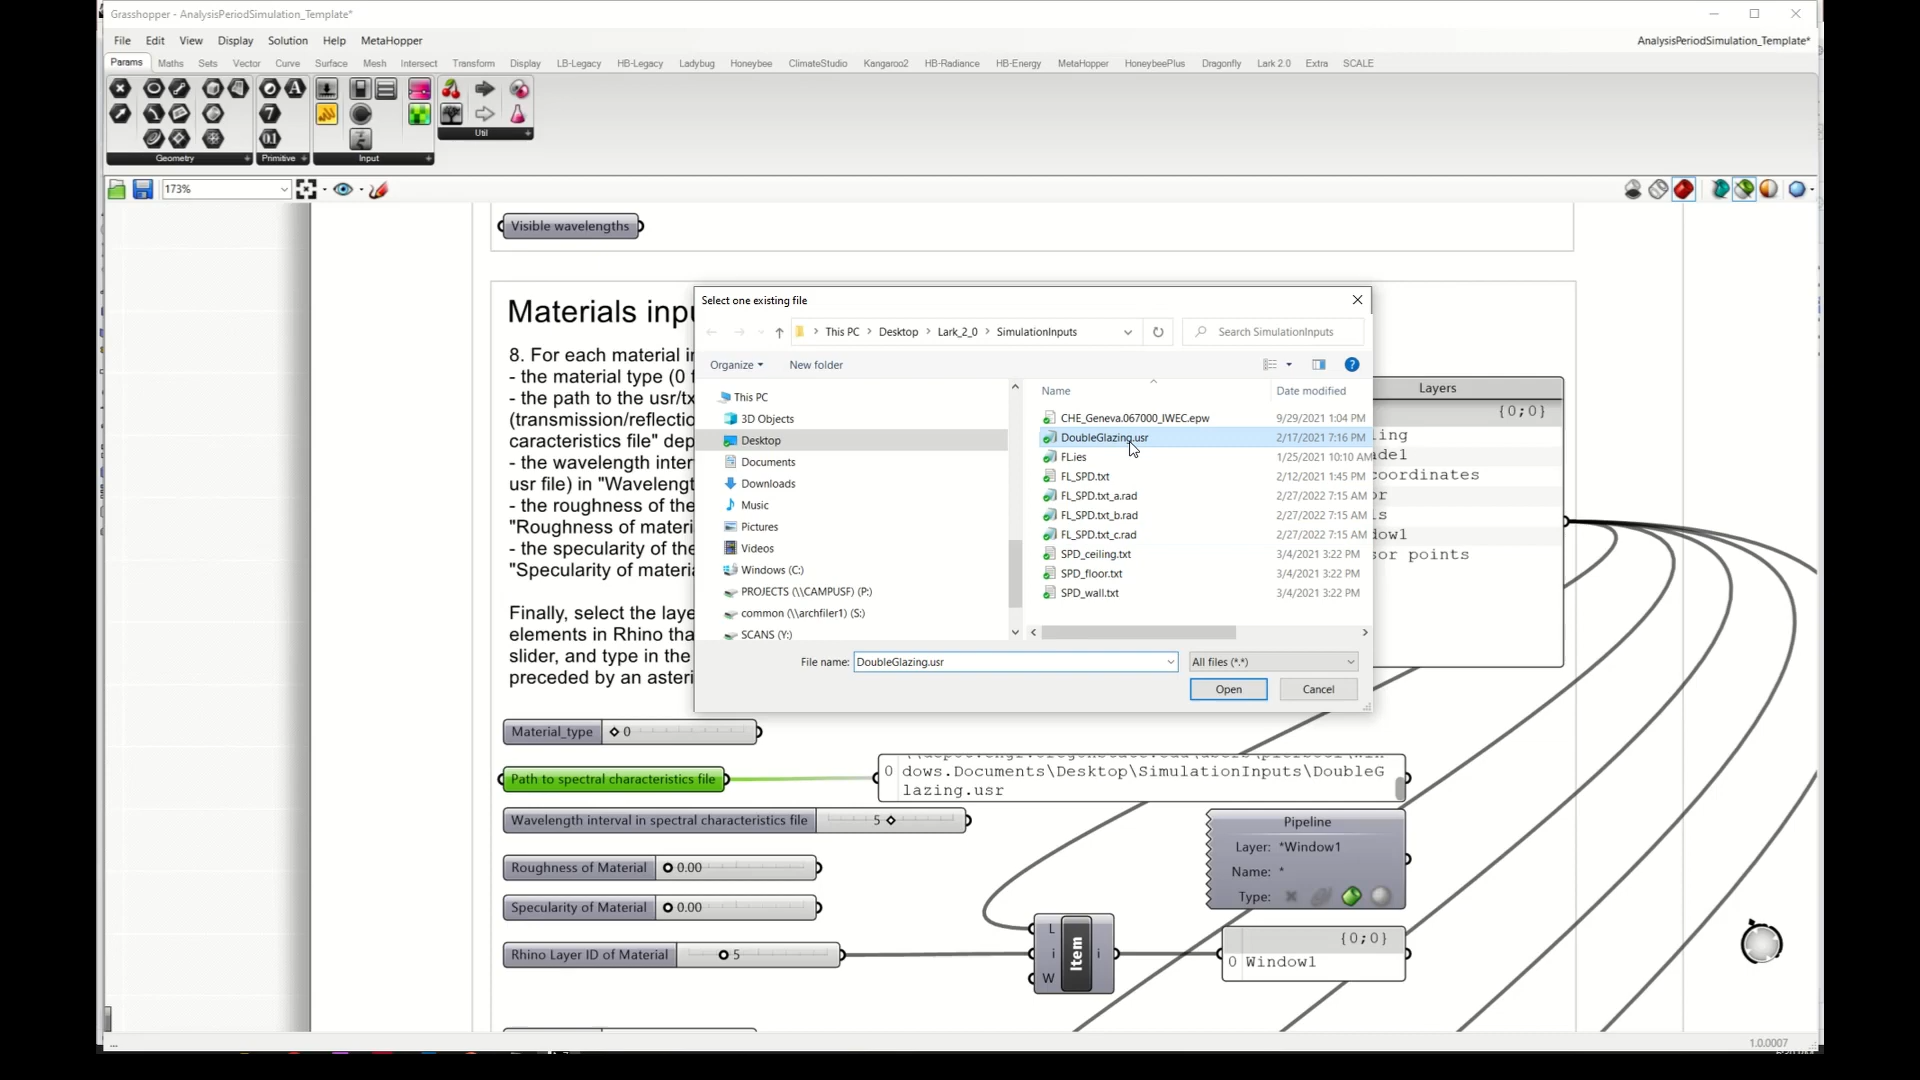 Grasshopper - AnalysisPeriodSimulation_Template*
File Edit View Display Solution Help MetaHopper
AnalysisPeriodSimulation_Template*
Params Maths Sets Vector Curve Surface Mesh Intersect Transform Display LB-Legacy HB-Legacy Ladybug Honeybee ClimateStudio Kangaroo2 HB-Radiance HB-Energy MetaHopper HoneybeePlus Dragonfly Lark 2.0 Extra SCALE
Util
Geometry Primitive Input
173%
Visible wavelengths
Materials inpu
8. For each material in
- the material type (0 f
- the path to the usr/tx
(transmission/reflectio
caracteristics file" dep
- the wavelength inter
usr file) in "Wavelengt
- the roughness of the
"Roughness of materi
- the specularity of the
"Specularity of materia
Finally, select the laye
elements in Rhino tha
slider, and type in the
preceded by an asteri
Select one existing file
This PC > Desktop > Lark_2_0 > SimulationInputs
Search SimulationInputs
Organize New folder
This PC
3D Objects
Desktop
Documents
Downloads
Music
Pictures
Videos
Windows (C:)
PROJECTS (\\CAMPUSF) (P:)
common (\\archfiler1) (S:)
SCANS (Y:)
Name Date modified
CHE_Geneva.067000_IWEC.epw 9/29/2021 1:04 PM
DoubleGlazing.usr 2/17/2021 7:16 PM
FL.ies 1/25/2021 10:10 AM
FL_SPD.txt 2/12/2021 1:45 PM
FL_SPD.txt_a.rad 2/27/2022 7:15 AM
FL_SPD.txt_b.rad 2/27/2022 7:15 AM
FL_SPD.txt_c.rad 2/27/2022 7:15 AM
SPD_ceiling.txt 3/4/2021 3:22 PM
SPD_floor.txt 3/4/2021 3:22 PM
SPD_wall.txt 3/4/2021 3:22 PM
File name: DoubleGlazing.usr
All files (*.*)
Open Cancel
Layers
{0;0}
ing
ade1
coordinates
or
s
dow1
sor points
Material_type 0
Path to spectral characteristics file
0 dows.Documents\Desktop\SimulationInputs\DoubleG
lazing.usr
Wavelength interval in spectral characteristics file 5
Roughness of Material 0.00
Specularity of Material 0.00
Rhino Layer ID of Material 5
Pipeline
Layer: *Window1
Name: *
Type:
L
i
W
Item
i
{0;0}
0 Window1
...
1.0.0007